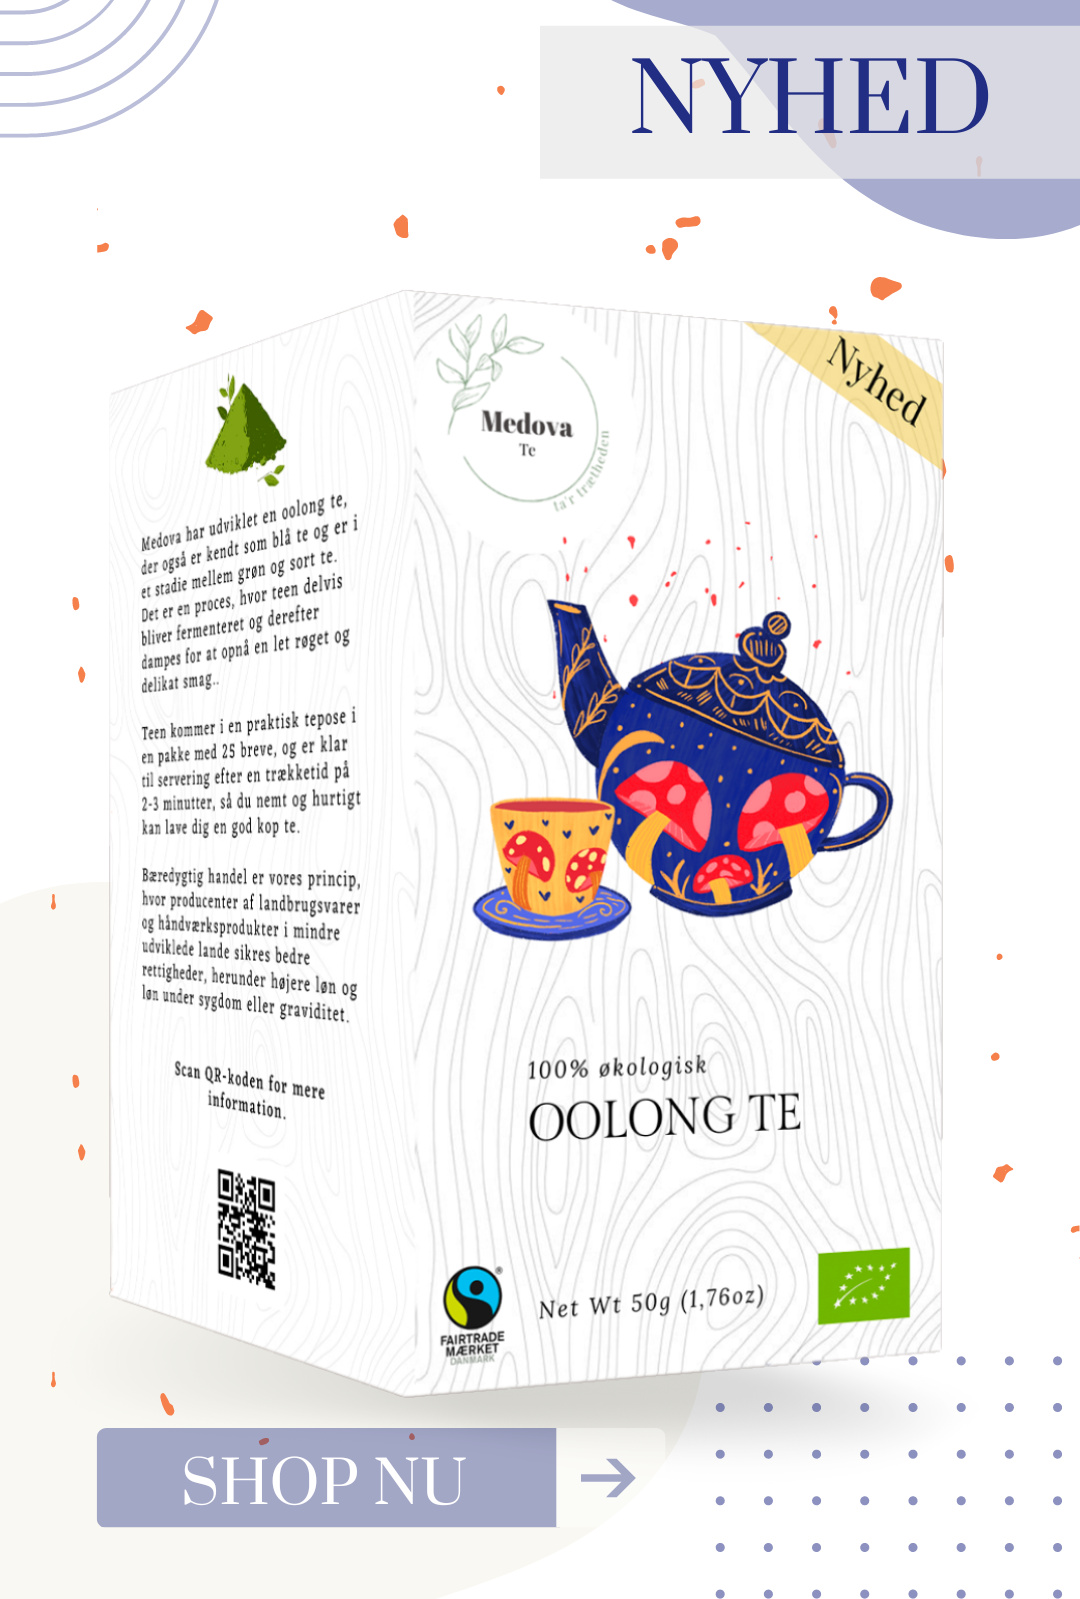 NYHED
Nyhed
Medova
Te
ta'r trætheden
Medova har udviklet en oolong te,
der også er kendt som blå te og er i
et stadie mellem grøn og sort te.
Det er en proces, hvor teen delvis
bliver fermenteret og derefter
dampes for at opnå en let røget og
delikat smag..
Teen kommer i en praktisk tepose i
en pakke med 25 breve, og er klar
til servering efter en trækketid på
2-3 minutter, så du nemt og hurtigt
kan lave dig en god kop te.
Bæredygtig handel er vores princip,
hvor producenter af landbrugsvarer
og håndværksprodukter i mindre
udviklede lande sikres bedre
rettigheder, herunder højere løn og
løn under sygdom eller graviditet.
Scan QR-koden for mere
information.
100% økologisk
OOLONG TE
Net Wt 50g (1,76oz)
®
FAIRTRADE
MÆRKET
DANMARK
SHOP NU